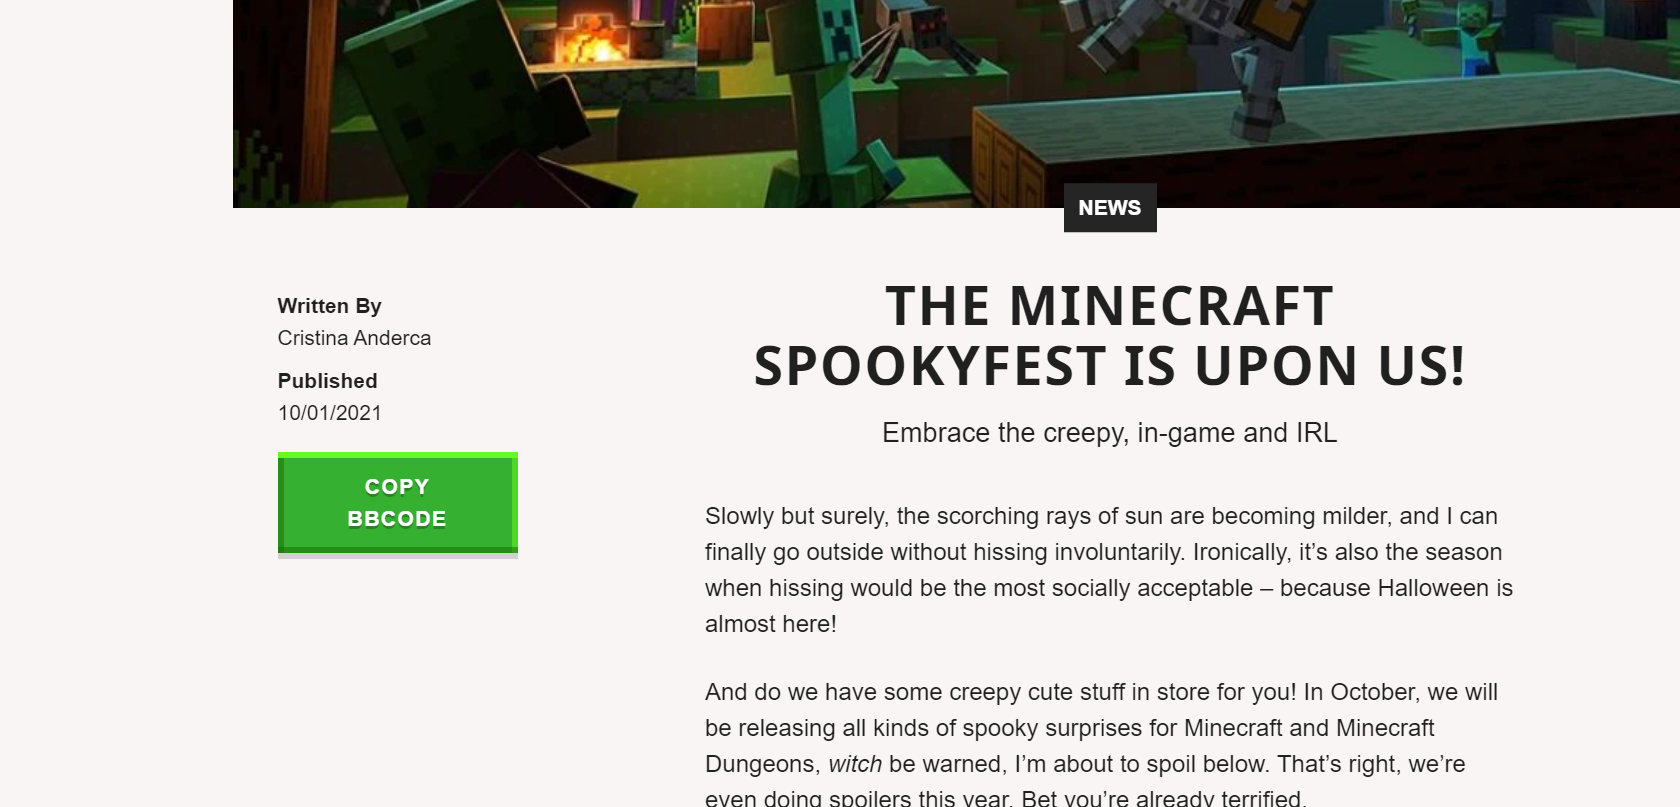 NEWS
Written By
Cristina Anderca
Published
10/01/2021
COPY
BBCODE
THE MINECRAFT
SPOOKYFEST IS UPON US!
Embrace the creepy, in-game and IRL
Slowly but surely, the scorching rays of sun are becoming milder, and I can
finally go outside without hissing involuntarily. Ironically, it’s also the season
when hissing would be the most socially acceptable – because Halloween is
almost here!
And do we have some creepy cute stuff in store for you! In October, we will
be releasing all kinds of spooky surprises for Minecraft and Minecraft
Dungeons, witch be warned, I’m about to spoil below. That’s right, we’re
even doing spoilers this year. Bet you’re already terrified.